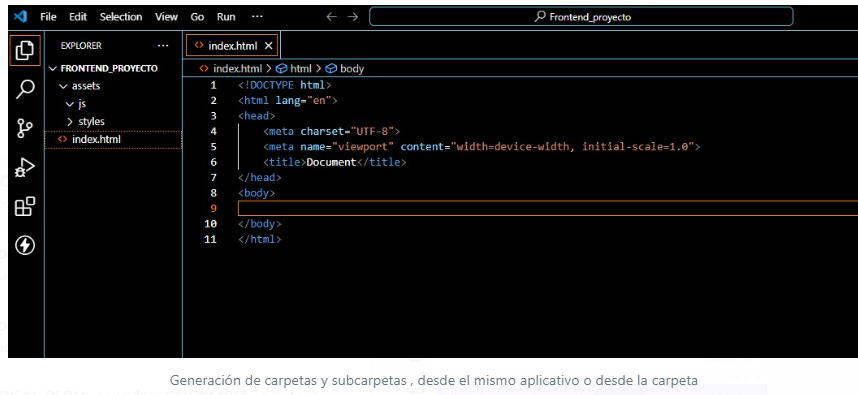 File Edit Selection View Go Run ··· ← → Frontend_proyecto
EXPLORER ···
FRONTEND_PROYECTO
assets
js
styles
<> index.html
<> index.html ×
<> index.html > html > body
1 <!DOCTYPE html>
2 <html lang="en">
3 <head>
4 <meta charset="UTF-8">
5 <meta name="viewport" content="width=device-width, initial-scale=1.0">
6 <title>Document</title>
7 </head>
8 <body>
9
10 </body>
11 </html>
Generación de carpetas y subcarpetas , desde el mismo aplicativo o desde la carpeta